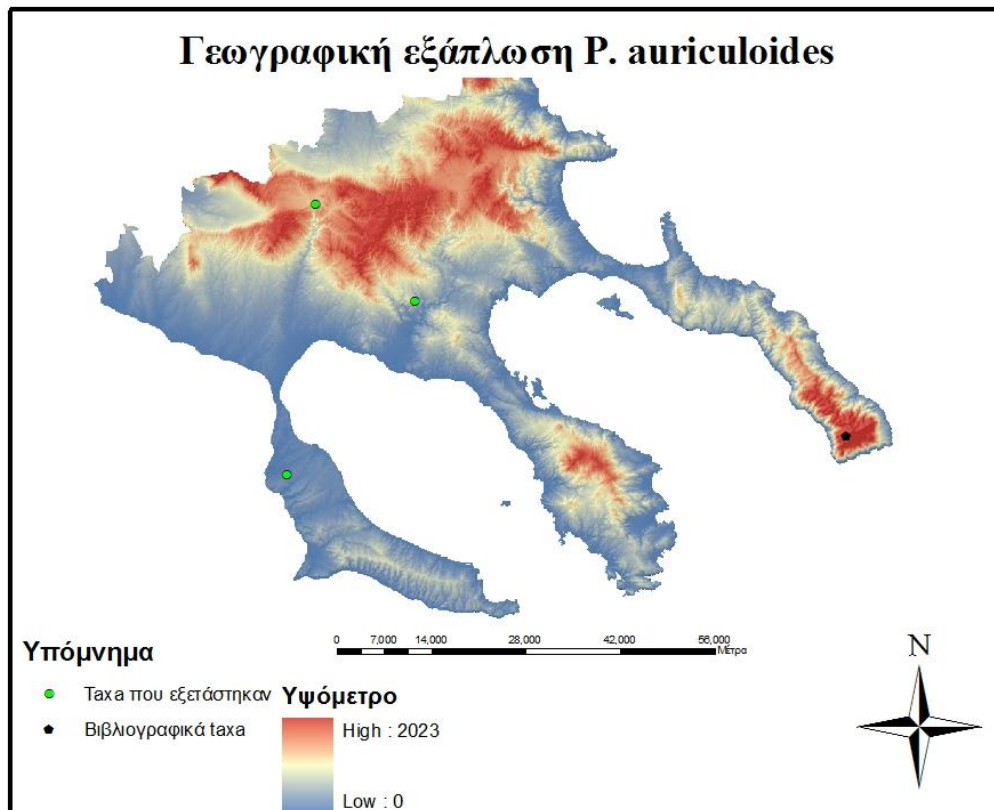 Γεωγραφική εξάπλωση P. auriculoides
0 7,000 14,000 28,000 42,000 56,000
Μέτρα
N
Υπόμνημα
Taxa που εξετάστηκαν
Βιβλιογραφικά taxa
Υψόμετρο
High : 2023
Low : 0